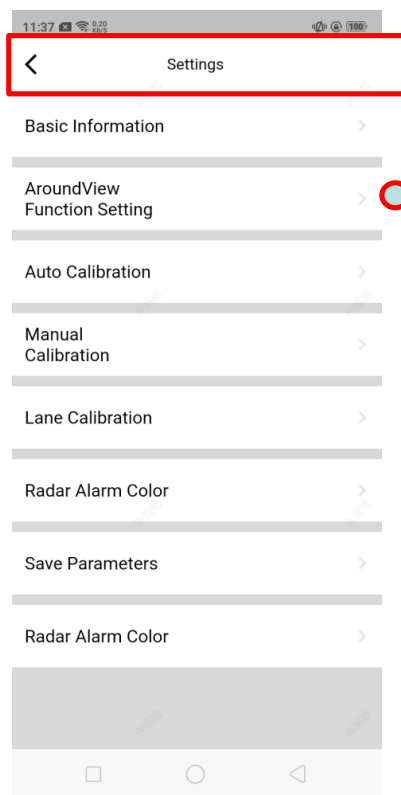 11:37 0.20 KB/S 100
Settings
Basic Information
AroundView
Function Setting
Auto Calibration
Manual
Calibration
Lane Calibration
Radar Alarm Color
Save Parameters
Radar Alarm Color